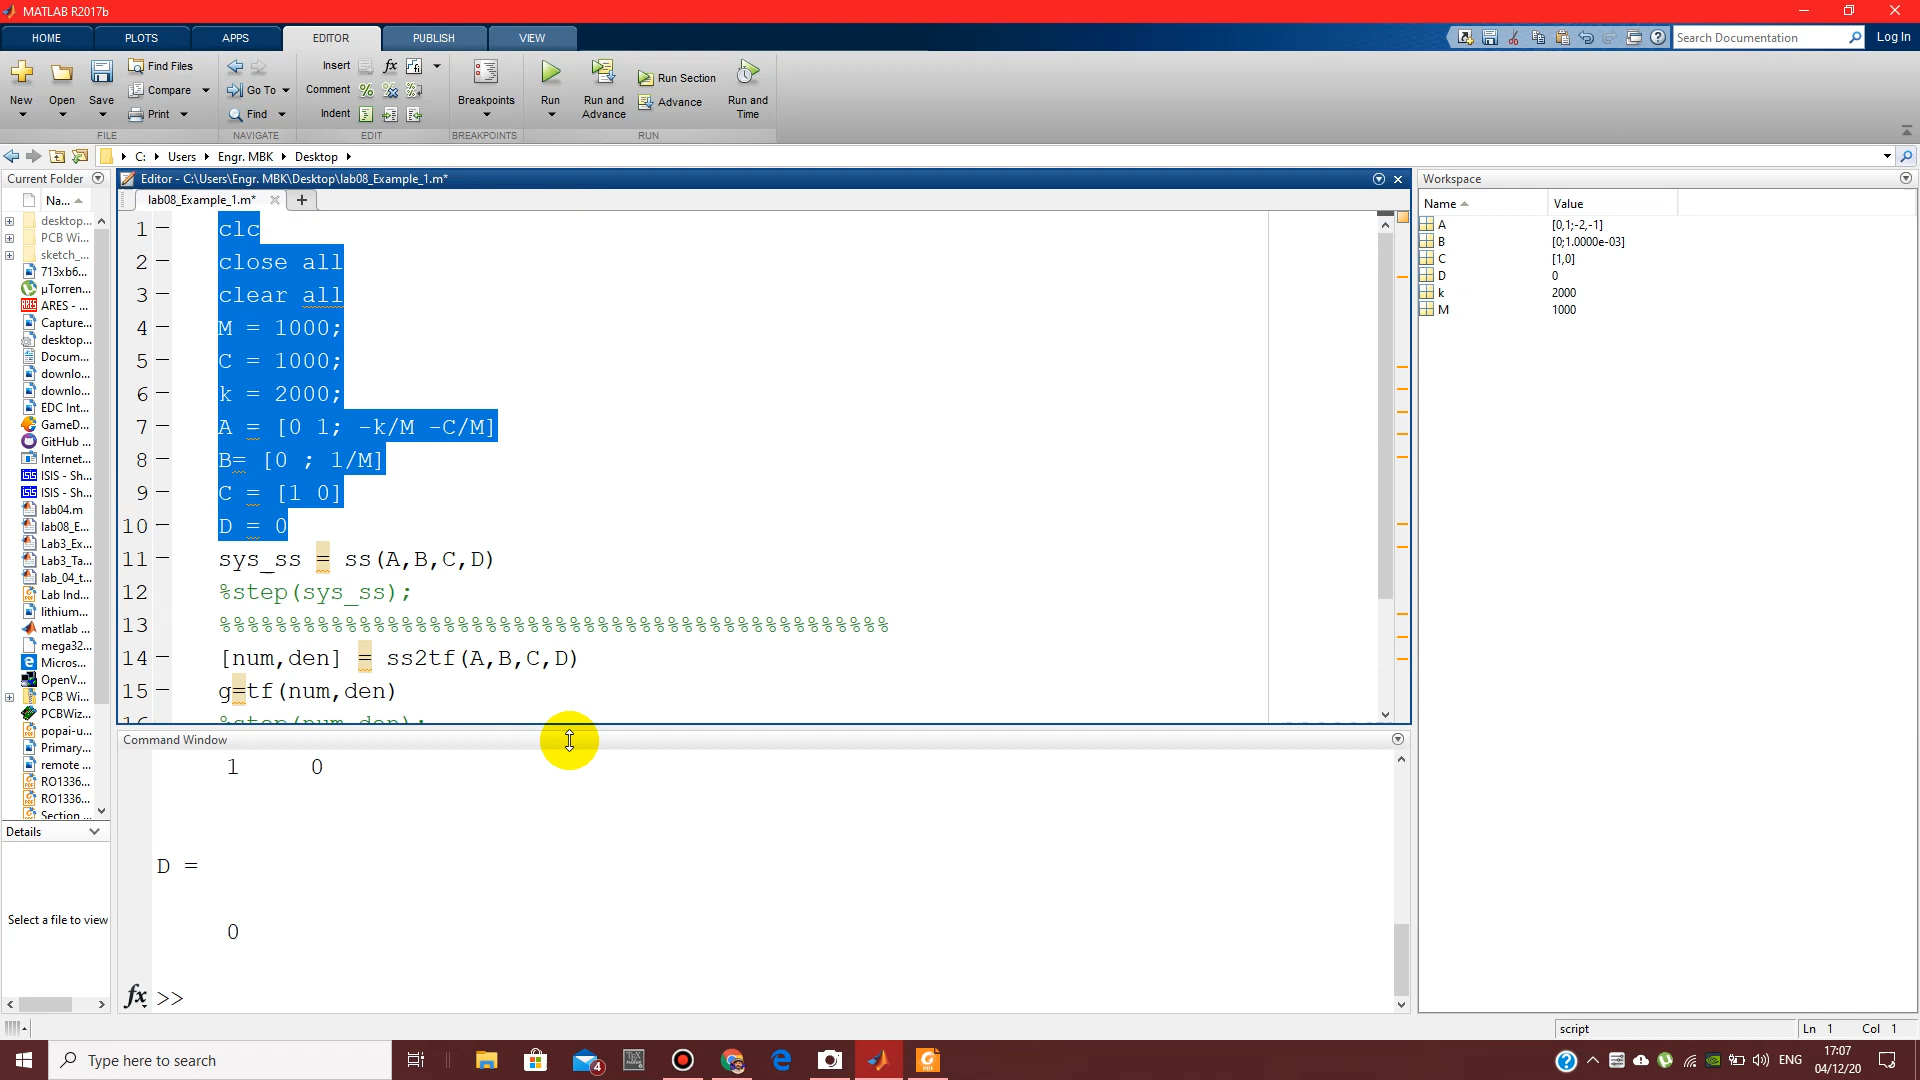 MATLAB R2017b
HOME PLOTS APPS EDITOR PUBLISH VIEW
Search Documentation
Log In
New
Open
Save
Find Files
Compare
Print
FILE
Go To
Find
NAVIGATE
Insert
Comment
Indent
EDIT
Breakpoints
BREAKPOINTS
Run
Run and Advance
Run Section
Advance
Run and Time
RUN
C: Users Engr. MBK Desktop
Current Folder
Na...
desktop...
PCB Wi...
sketch_...
713xb6...
µTorren...
ARES - ...
Capture...
desktop...
Docum...
downlo...
downlo...
EDC Int...
GameD...
GitHub ...
Internet...
ISIS - Sh...
ISIS - Sh...
lab04.m
lab08_E...
Lab3_Ex...
Lab3_Ta...
lab_04_t...
Lab Ind...
lithium...
matlab ...
mega32...
Micros...
OpenV...
PCB Wi...
PCBWiz...
popai-u...
Primary...
remote ...
RO1336...
RO1336...
Section ...
Details
Select a file to view
Editor - C:\Users\Engr. MBK\Desktop\lab08_Example_1.m*
lab08_Example_1.m*
1 clc
2 close all
3 clear all
4 M = 1000;
5 C = 1000;
6 k = 2000;
7 A = [0 1; -k/M -C/M]
8 B= [0 ; 1/M]
9 C = [1 0]
10 D = 0
11 sys_ss = ss(A,B,C,D)
12 %step(sys_ss);
13 %%%%%%%%%%%%%%%%%%%%%%%%%%%%%%%%%%%%%%%%%%%%%%%%
14 [num,den] = ss2tf(A,B,C,D)
15 g=tf(num,den)
16 %step(num,den);
Command Window
1 0
D =
0
fx >>
Workspace
Name Value
A [0,1;-2,-1]
B [0;1.0000e-03]
C [1,0]
D 0
k 2000
M 1000
script
Ln 1 Col 1
Type here to search
4
ENG
17:07
04/12/20